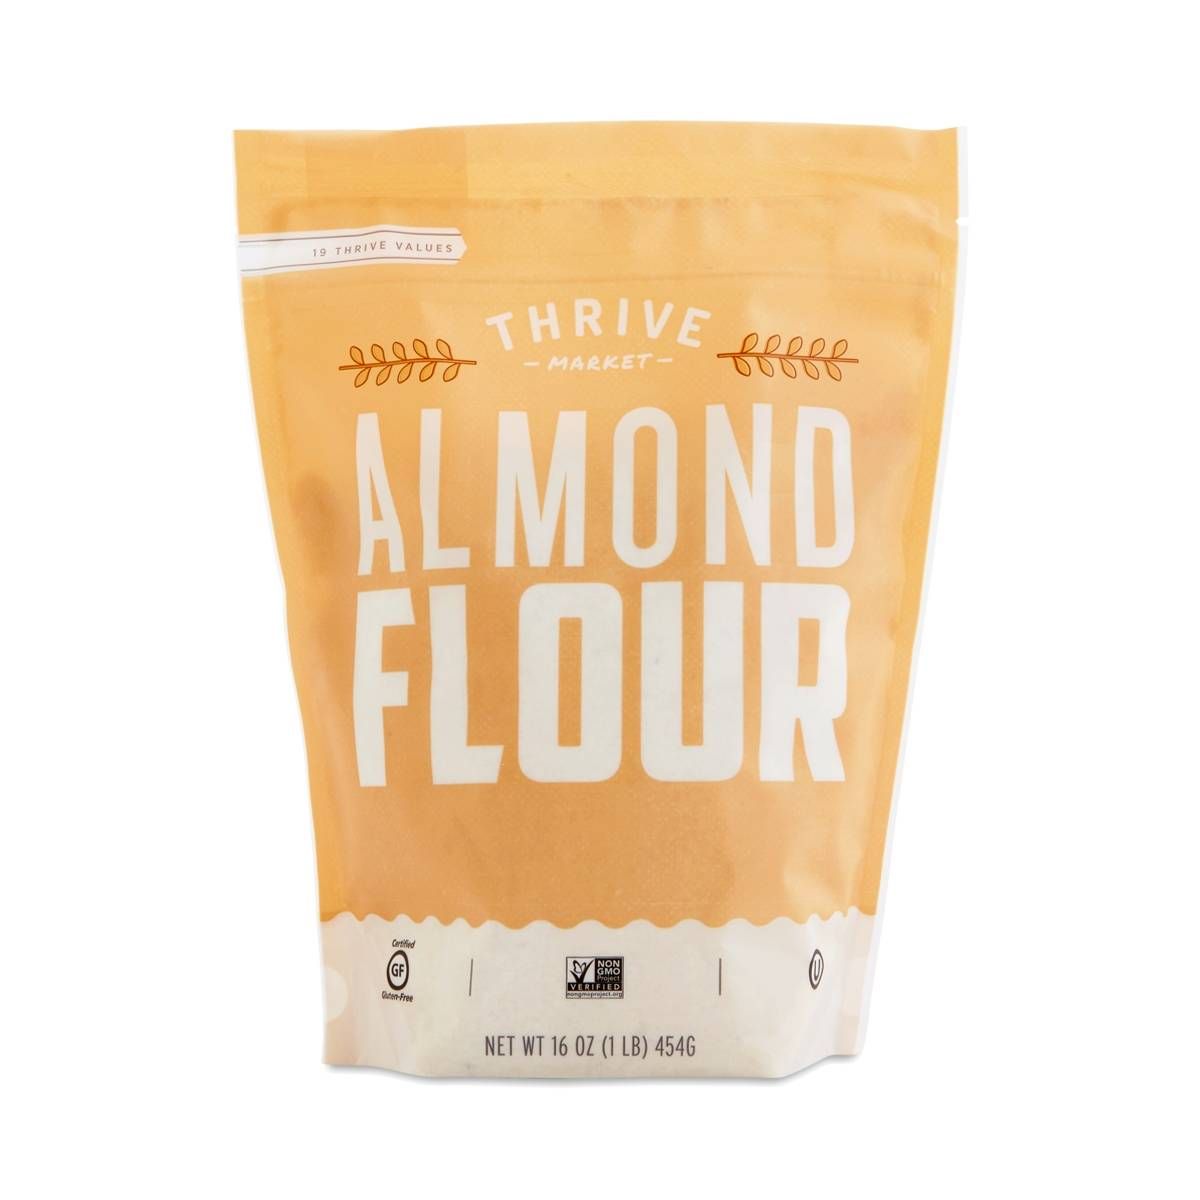 19 THRIVE VALUES
THRIVE
– MARKET –
ALMOND
FLOUR
Certified
GF
Gluten-Free
NON
GMO
Project
VERIFIED
nongmoproject.org
U
NET WT 16 OZ (1 LB) 454G